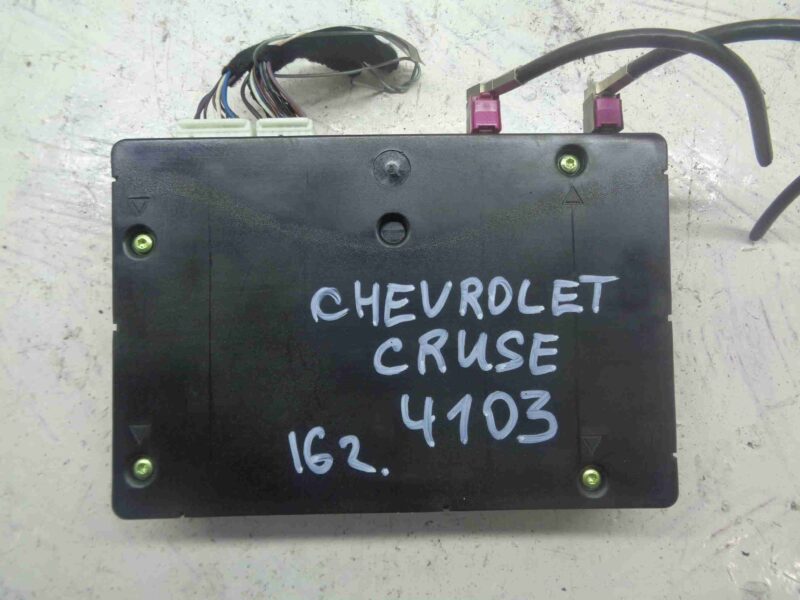 CHEVROLET
CRUSE
4103
16г.